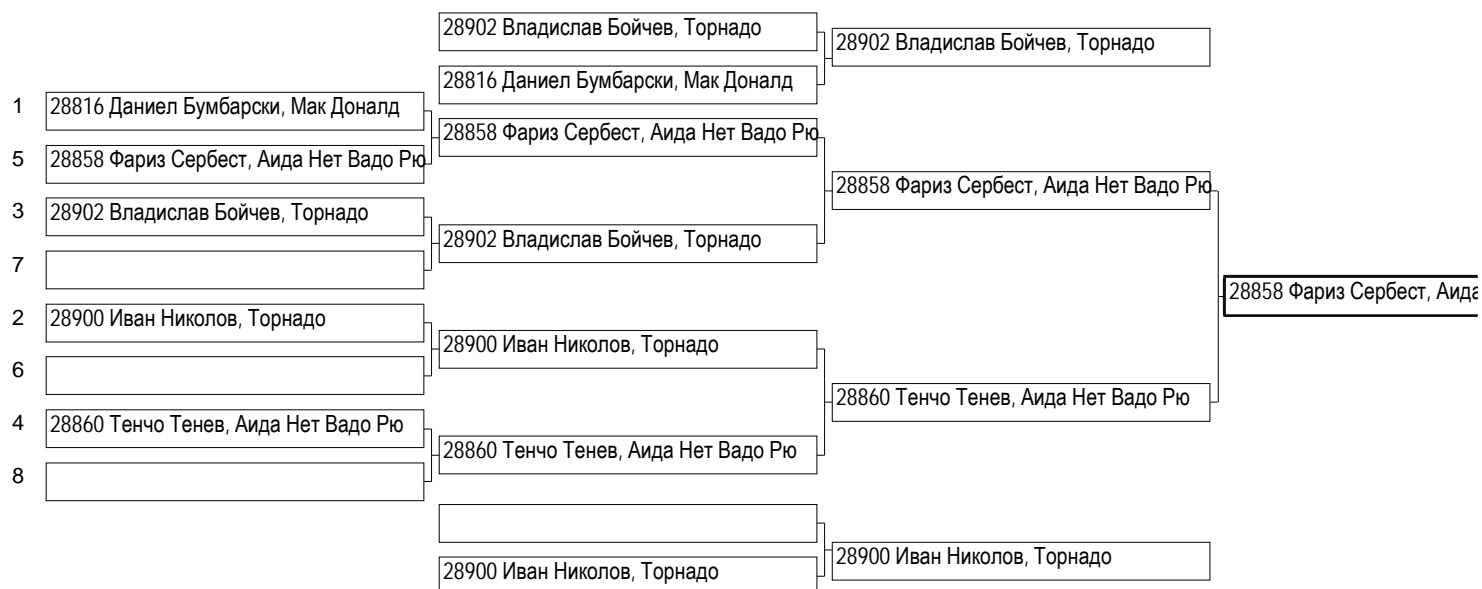 28902 Владислав Бойчев, Торнадо
28902 Владислав Бойчев, Торнадо
28816 Даниел Бумбарски, Мак Доналд
1 28816 Даниел Бумбарски, Мак Доналд
28858 Фариз Сербест, Аида Нет Вадо Рю
5 28858 Фариз Сербест, Аида Нет Вадо Рю
28858 Фариз Сербест, Аида Нет Вадо Рю
3 28902 Владислав Бойчев, Торнадо
28902 Владислав Бойчев, Торнадо
7
28858 Фариз Сербест, Аида
2 28900 Иван Николов, Торнадо
28900 Иван Николов, Торнадо
6
28860 Тенчо Тенев, Аида Нет Вадо Рю
4 28860 Тенчо Тенев, Аида Нет Вадо Рю
28860 Тенчо Тенев, Аида Нет Вадо Рю
8
28900 Иван Николов, Торнадо
28900 Иван Николов, Торнадо